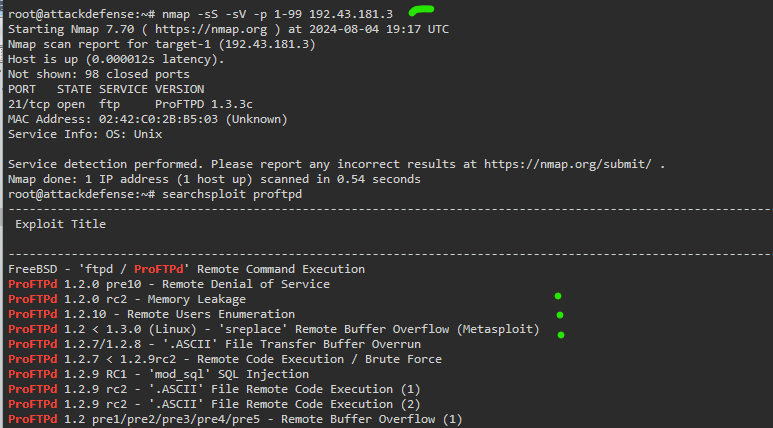 root@attackdefense:~# nmap -sS -sV -p 1-99 192.43.181.3
Starting Nmap 7.70 ( https://nmap.org ) at 2024-08-04 19:17 UTC
Nmap scan report for target-1 (192.43.181.3)
Host is up (0.000012s latency).
Not shown: 98 closed ports
PORT   STATE SERVICE VERSION
21/tcp open  ftp     ProFTPD 1.3.3c
MAC Address: 02:42:C0:2B:B5:03 (Unknown)
Service Info: OS: Unix
Service detection performed. Please report any incorrect results at https://nmap.org/submit/ .
Nmap done: 1 IP address (1 host up) scanned in 0.54 seconds
root@attackdefense:~# searchsploit proftpd
----------------------------------------------------------------------------------------------------------
Exploit Title
----------------------------------------------------------------------------------------------------------
FreeBSD - 'ftpd / ProFTPd' Remote Command Execution
ProFTPd 1.2.0 pre10 - Remote Denial of Service
ProFTPd 1.2.0 rc2 - Memory Leakage
ProFTPd 1.2.10 - Remote Users Enumeration
ProFTPd 1.2 < 1.3.0 (Linux) - 'sreplace' Remote Buffer Overflow (Metasploit)
ProFTPd 1.2.7/1.2.8 - '.ASCII' File Transfer Buffer Overrun
ProFTPd 1.2.7 < 1.2.9rc2 - Remote Code Execution / Brute Force
ProFTPd 1.2.9 RC1 - 'mod_sql' SQL Injection
ProFTPd 1.2.9 rc2 - '.ASCII' File Remote Code Execution (1)
ProFTPd 1.2.9 rc2 - '.ASCII' File Remote Code Execution (2)
ProFTPd 1.2 pre1/pre2/pre3/pre4/pre5 - Remote Buffer Overflow (1)